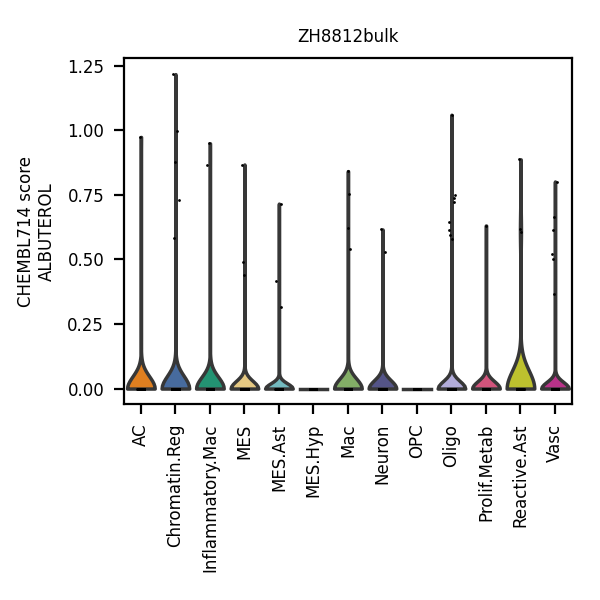 ZH8812bulk
CHEMBL714 score
ALBUTEROL
1.25
1.00
0.75
0.50
0.25
0.00
AC
Chromatin.Reg
Inflammatory.Mac
MES
MES.Ast
MES.Hyp
Mac
Neuron
OPC
Oligo
Prolif.Metab
Reactive.Ast
Vasc